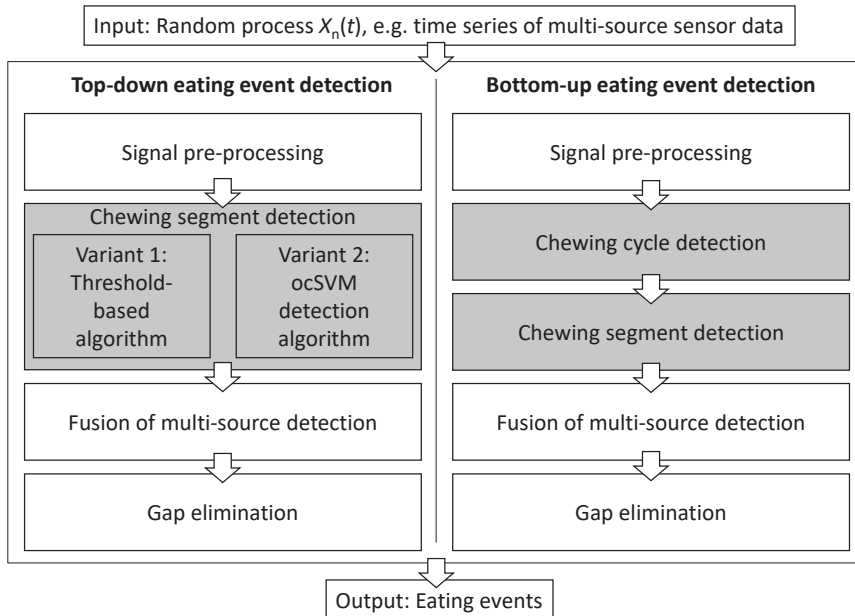 Input: Random process Xn(t), e.g. time series of multi-source sensor data
Top-down eating event detection
Signal pre-processing
Chewing segment detection
Variant 1:
Threshold-
based
algorithm
Variant 2:
ocSVM
detection
algorithm
Fusion of multi-source detection
Gap elimination
Bottom-up eating event detection
Signal pre-processing
Chewing cycle detection
Chewing segment detection
Fusion of multi-source detection
Gap elimination
Output: Eating events